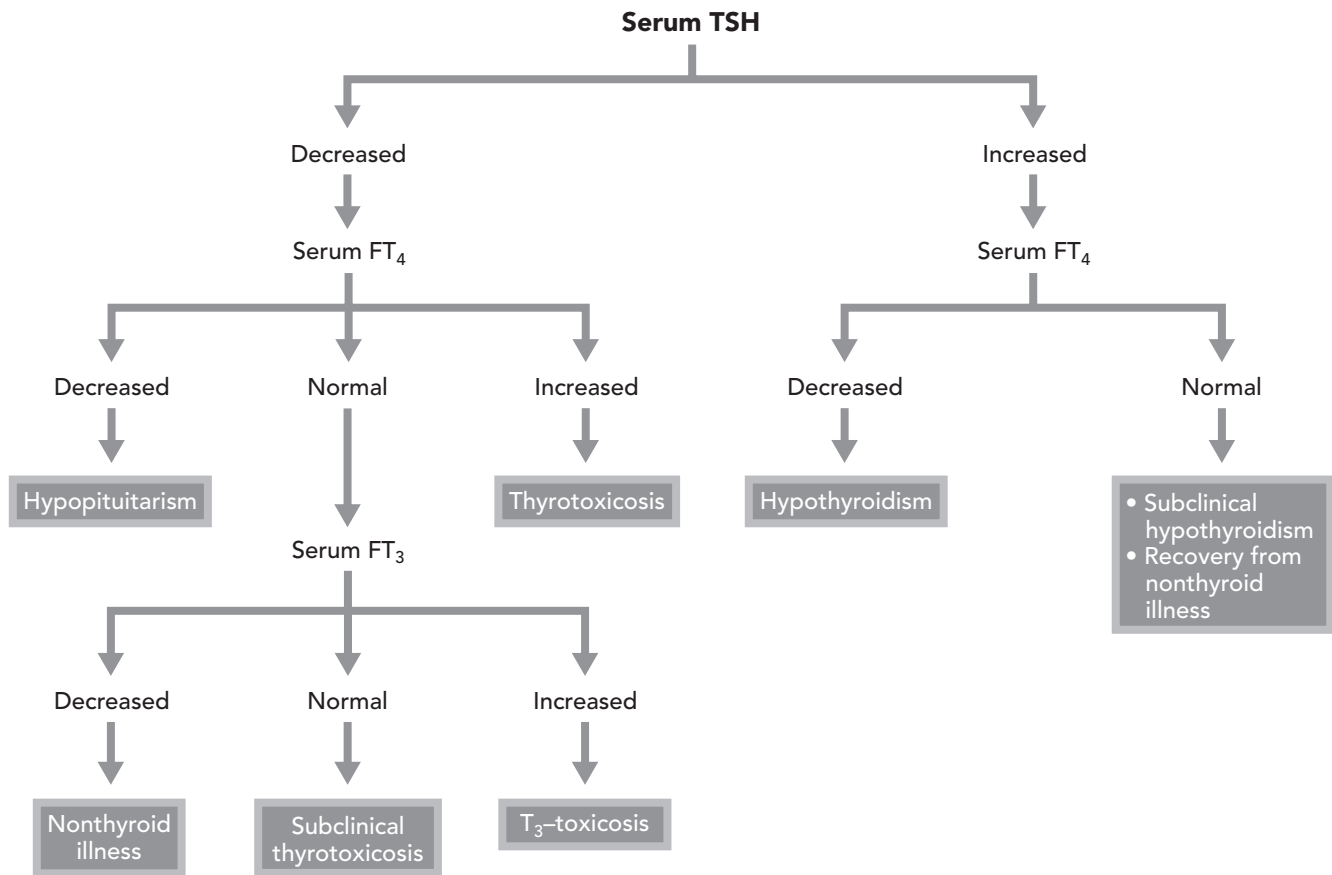 Serum TSH
Decreased
Increased
Serum FT₄
Serum FT₄
Decreased
Normal
Increased
Decreased
Normal
Hypopituitarism
Thyrotoxicosis
Hypothyroidism
• Subclinical
hypothyroidism
• Recovery from
nonthyroid
illness
Serum FT₃
Decreased
Normal
Increased
Nonthyroid
illness
Subclinical
thyrotoxicosis
T₃–toxicosis